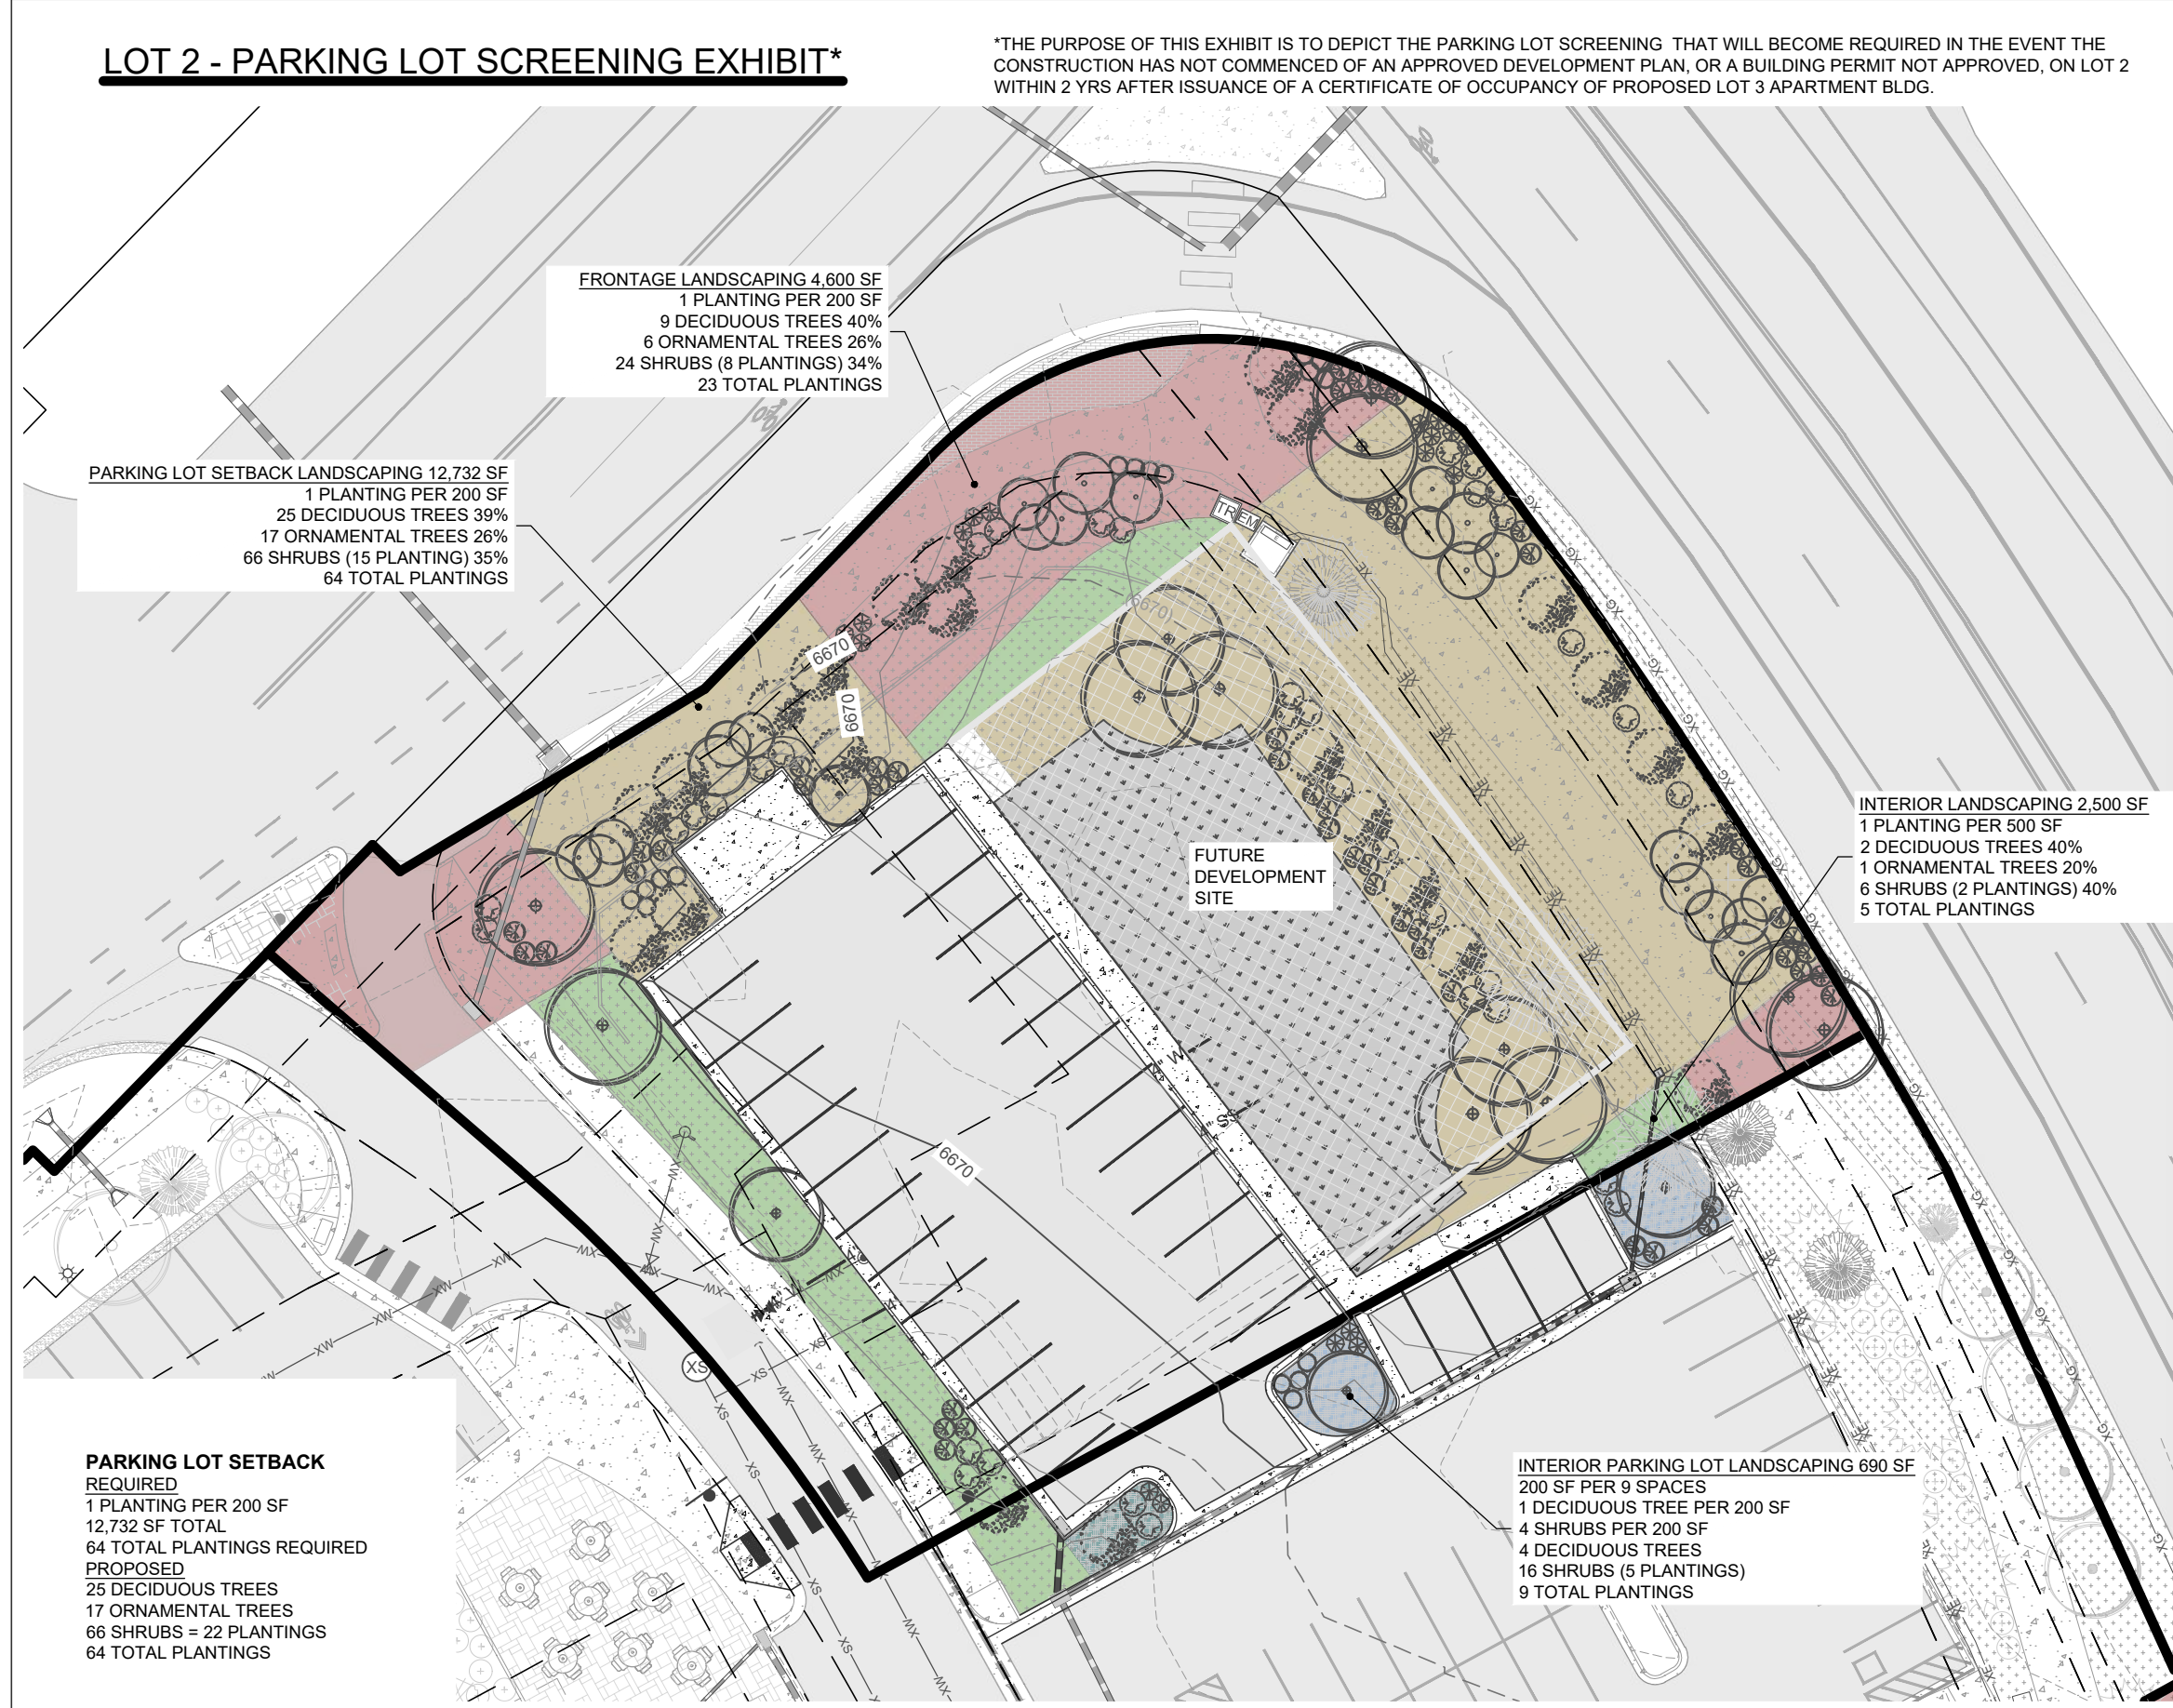 LOT 2 - PARKING LOT SCREENING EXHIBIT*
*THE PURPOSE OF THIS EXHIBIT IS TO DEPICT THE PARKING LOT SCREENING THAT WILL BECOME REQUIRED IN THE EVENT THE
CONSTRUCTION HAS NOT COMMENCED OF AN APPROVED DEVELOPMENT PLAN, OR A BUILDING PERMIT NOT APPROVED, ON LOT 2
WITHIN 2 YRS AFTER ISSUANCE OF A CERTIFICATE OF OCCUPANCY OF PROPOSED LOT 3 APARTMENT BLDG.
FRONTAGE LANDSCAPING 4,600 SF
1 PLANTING PER 200 SF
9 DECIDUOUS TREES 40%
6 ORNAMENTAL TREES 26%
24 SHRUBS (8 PLANTINGS) 34%
23 TOTAL PLANTINGS
PARKING LOT SETBACK LANDSCAPING 12,732 SF
1 PLANTING PER 200 SF
25 DECIDUOUS TREES 39%
17 ORNAMENTAL TREES 26%
66 SHRUBS (15 PLANTING) 35%
64 TOTAL PLANTINGS
TR
EM
(6670)
6670
6670
INTERIOR LANDSCAPING 2,500 SF
1 PLANTING PER 500 SF
2 DECIDUOUS TREES 40%
1 ORNAMENTAL TREES 20%
6 SHRUBS (2 PLANTINGS) 40%
5 TOTAL PLANTINGS
FUTURE
DEVELOPMENT
SITE
XG
XE
W
SS
6670
XW
XS
PARKING LOT SETBACK
REQUIRED
1 PLANTING PER 200 SF
12,732 SF TOTAL
64 TOTAL PLANTINGS REQUIRED
PROPOSED
25 DECIDUOUS TREES
17 ORNAMENTAL TREES
66 SHRUBS = 22 PLANTINGS
64 TOTAL PLANTINGS
INTERIOR PARKING LOT LANDSCAPING 690 SF
200 SF PER 9 SPACES
1 DECIDUOUS TREE PER 200 SF
4 SHRUBS PER 200 SF
4 DECIDUOUS TREES
16 SHRUBS (5 PLANTINGS)
9 TOTAL PLANTINGS